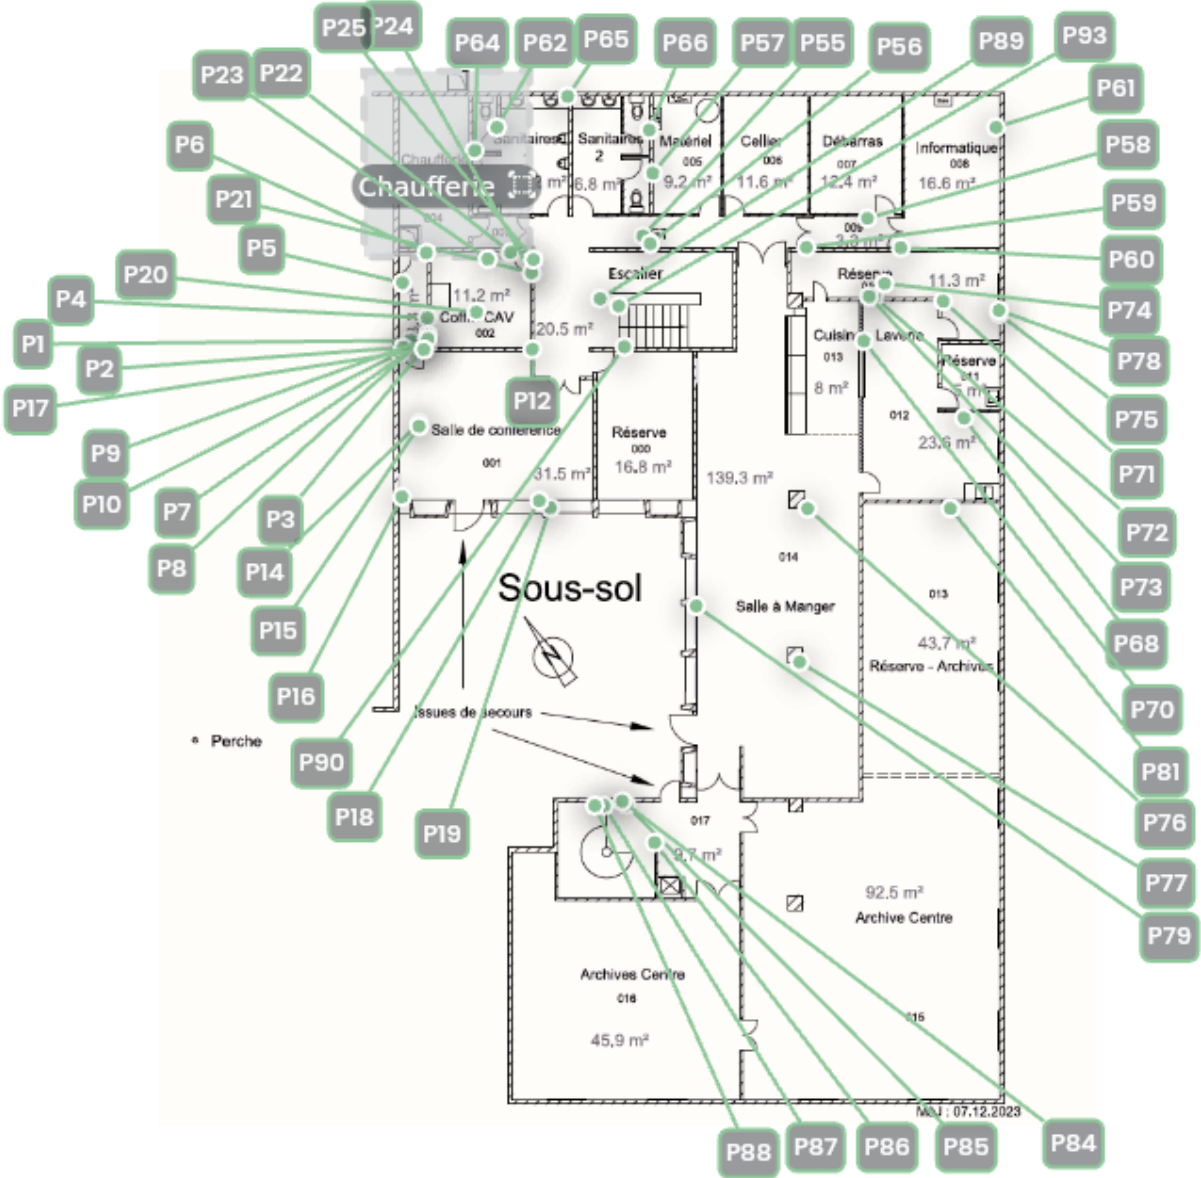 P25 P24 P64 P62 P65 P66 P57 P55 P56 P89 P93
P23 P22
P61
P6
Sanitaires
Sanitaires
2
Matériel
005
Cellier
006
Débarras
007
Informatique
008
P58
Chaufferie
Chaufferie
6.8 m²
9.2 m²
11.6 m²
12.4 m²
16.6 m²
P21
004
009
P59
P5
P60
P20
Escalier
Réserve
11.3 m²
P4
11.2 m²
P74
P1
Coffre CAV
002
20.5 m²
Cuisine
013
Laverie
P78
P2
8 m²
Réserve
011
P17
P12
P75
P9
Salle de conférence
001
Réserve
000
16.8 m²
012
23.6 m²
P71
P10
31.5 m²
139.3 m²
P7
P3
P72
P8
P14
014
P73
Sous-sol
013
P15
Salle à Manger
P68
43.7 m²
Réserve - Archives
P16
P70
Issues de secours
Perche
P90
P81
P18
P19
017
P76
9.7 m²
P77
92.5 m²
Archive Centre
P79
Archives Centre
016
015
45.9 m²
MàJ : 07.12.2023
P88 P87 P86 P85 P84